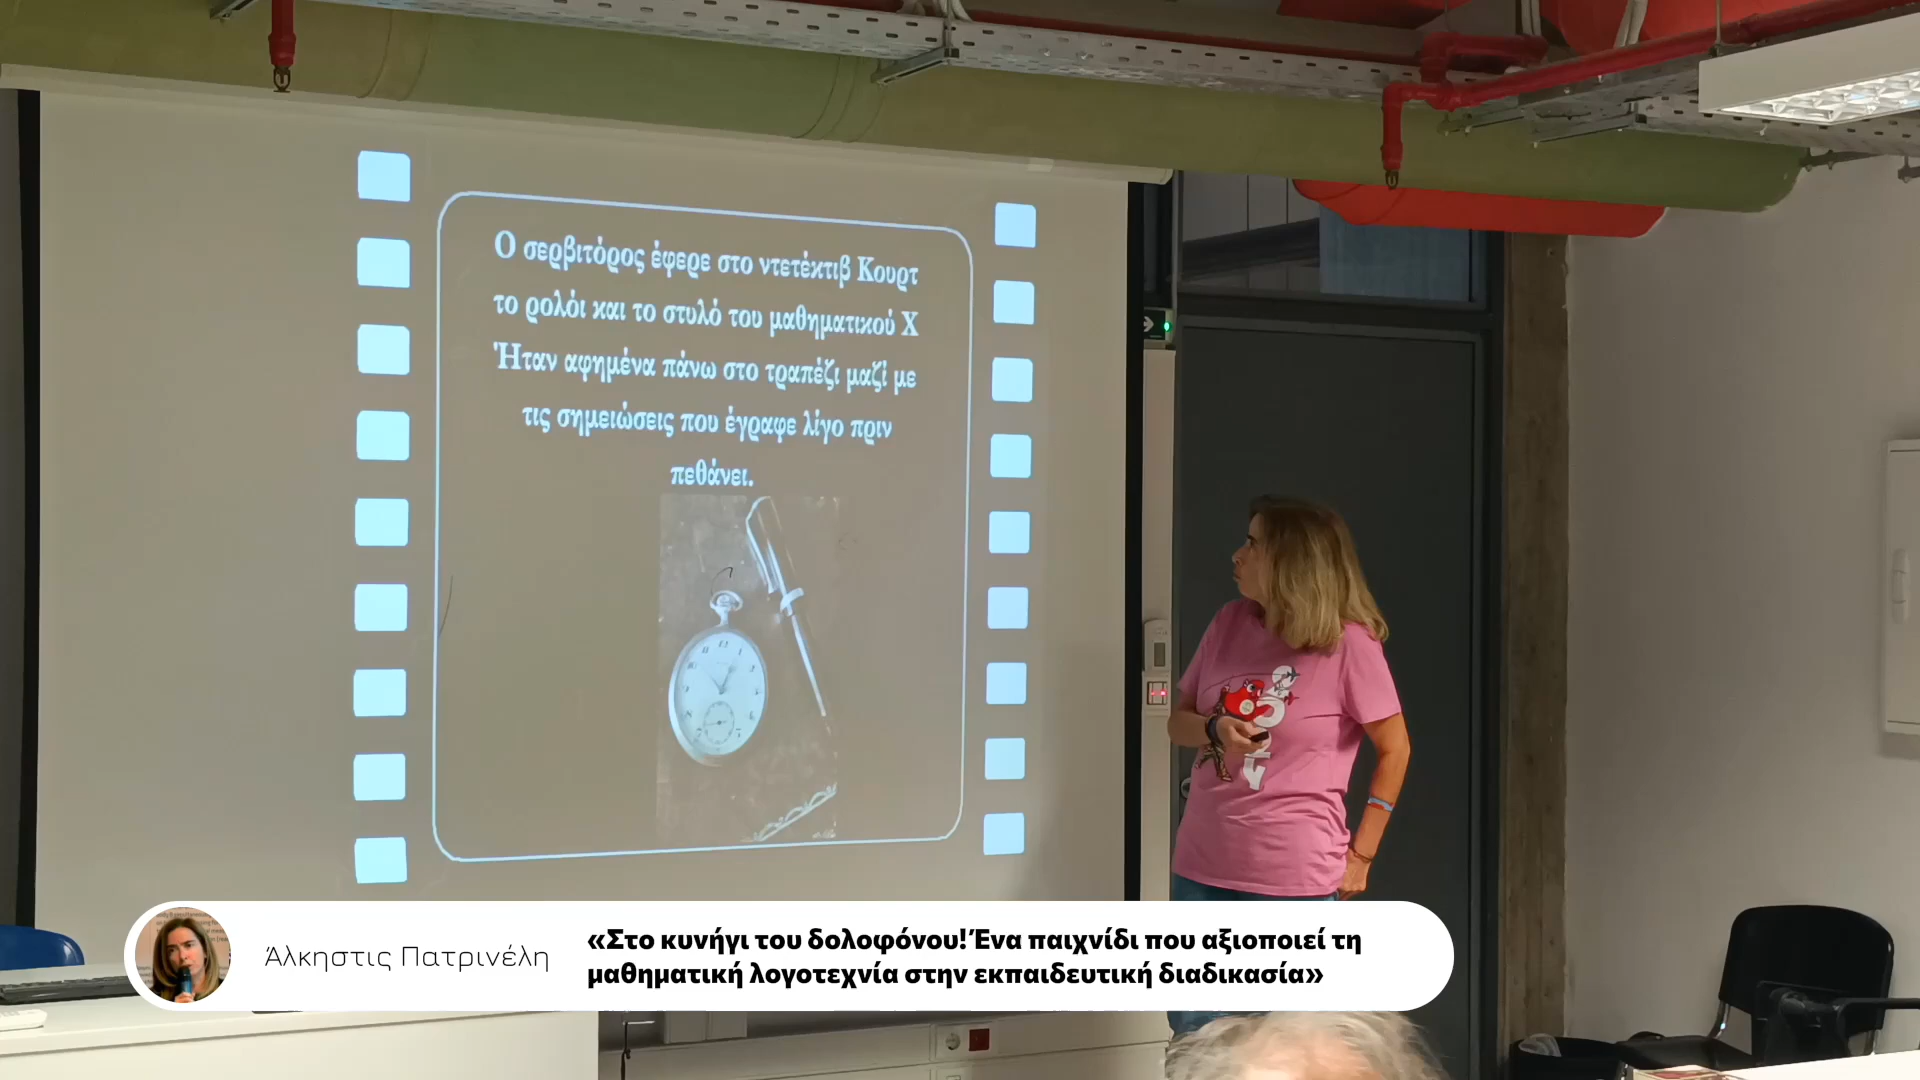 Ο σερβιτόρος έφερε στο ντετέκτιβ Κουρτ
το ρολόι και το στυλό του μαθηματικού Χ
Ήταν αφημένα πάνω στο τραπέζι μαζί με
τις σημειώσεις που έγραφε λίγο πριν
πεθάνει.
Άλκηστις Πατρινέλη
«Στο κυνήγι του δολοφόνου! Ένα παιχνίδι που αξιοποιεί τη
μαθηματική λογοτεχνία στην εκπαιδευτική διαδικασία»